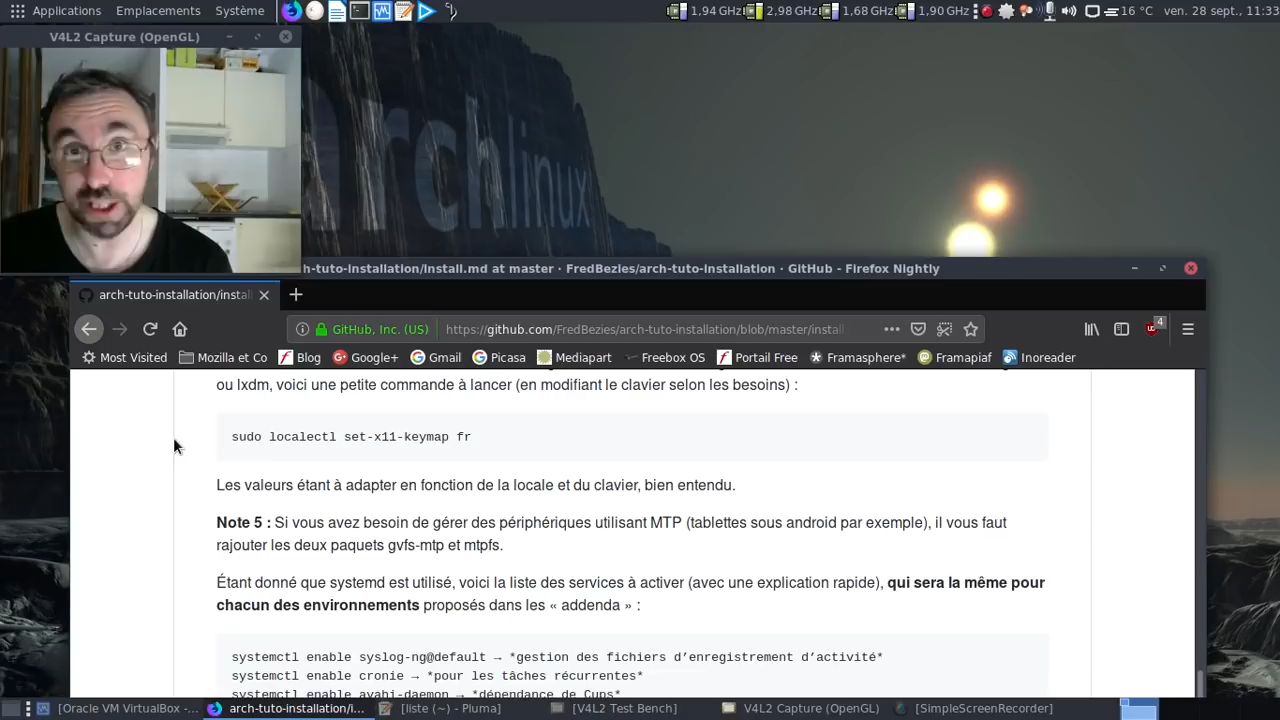 Applications Emplacements Système 1,94 GHz 2,98 GHz 1,68 GHz 1,90 GHz 16 °C ven. 28 sept., 11:33
V4L2 Capture (OpenGL)
archlinux
h-tuto-installation/install.md at master · FredBezies/arch-tuto-installation · GitHub - Firefox Nightly
arch-tuto-installation/instal
GitHub, Inc. (US) https://github.com/FredBezies/arch-tuto-installation/blob/master/install 4
Most Visited Mozilla et Co Blog Google+ Gmail Picasa Mediapart Freebox OS Portail Free Framasphere* Framapiaf Inoreader
ou lxdm, voici une petite commande à lancer (en modifiant le clavier selon les besoins) :
sudo localectl set-x11-keymap fr
Les valeurs étant à adapter en fonction de la locale et du clavier, bien entendu.
Note 5 : Si vous avez besoin de gérer des périphériques utilisant MTP (tablettes sous android par exemple), il vous faut
rajouter les deux paquets gvfs-mtp et mtpfs.
Étant donné que systemd est utilisé, voici la liste des services à activer (avec une explication rapide), qui sera la même pour
chacun des environnements proposés dans les « addenda » :
systemctl enable syslog-ng@default → *gestion des fichiers d’enregistrement d’activité*
systemctl enable cronie → *pour les tâches récurrentes*
systemctl enable avahi-daemon → *dépendance de Cups*
[Oracle VM VirtualBox -... arch-tuto-installation/i... [liste (~) - Pluma] [V4L2 Test Bench] V4L2 Capture (OpenGL) [SimpleScreenRecorder]